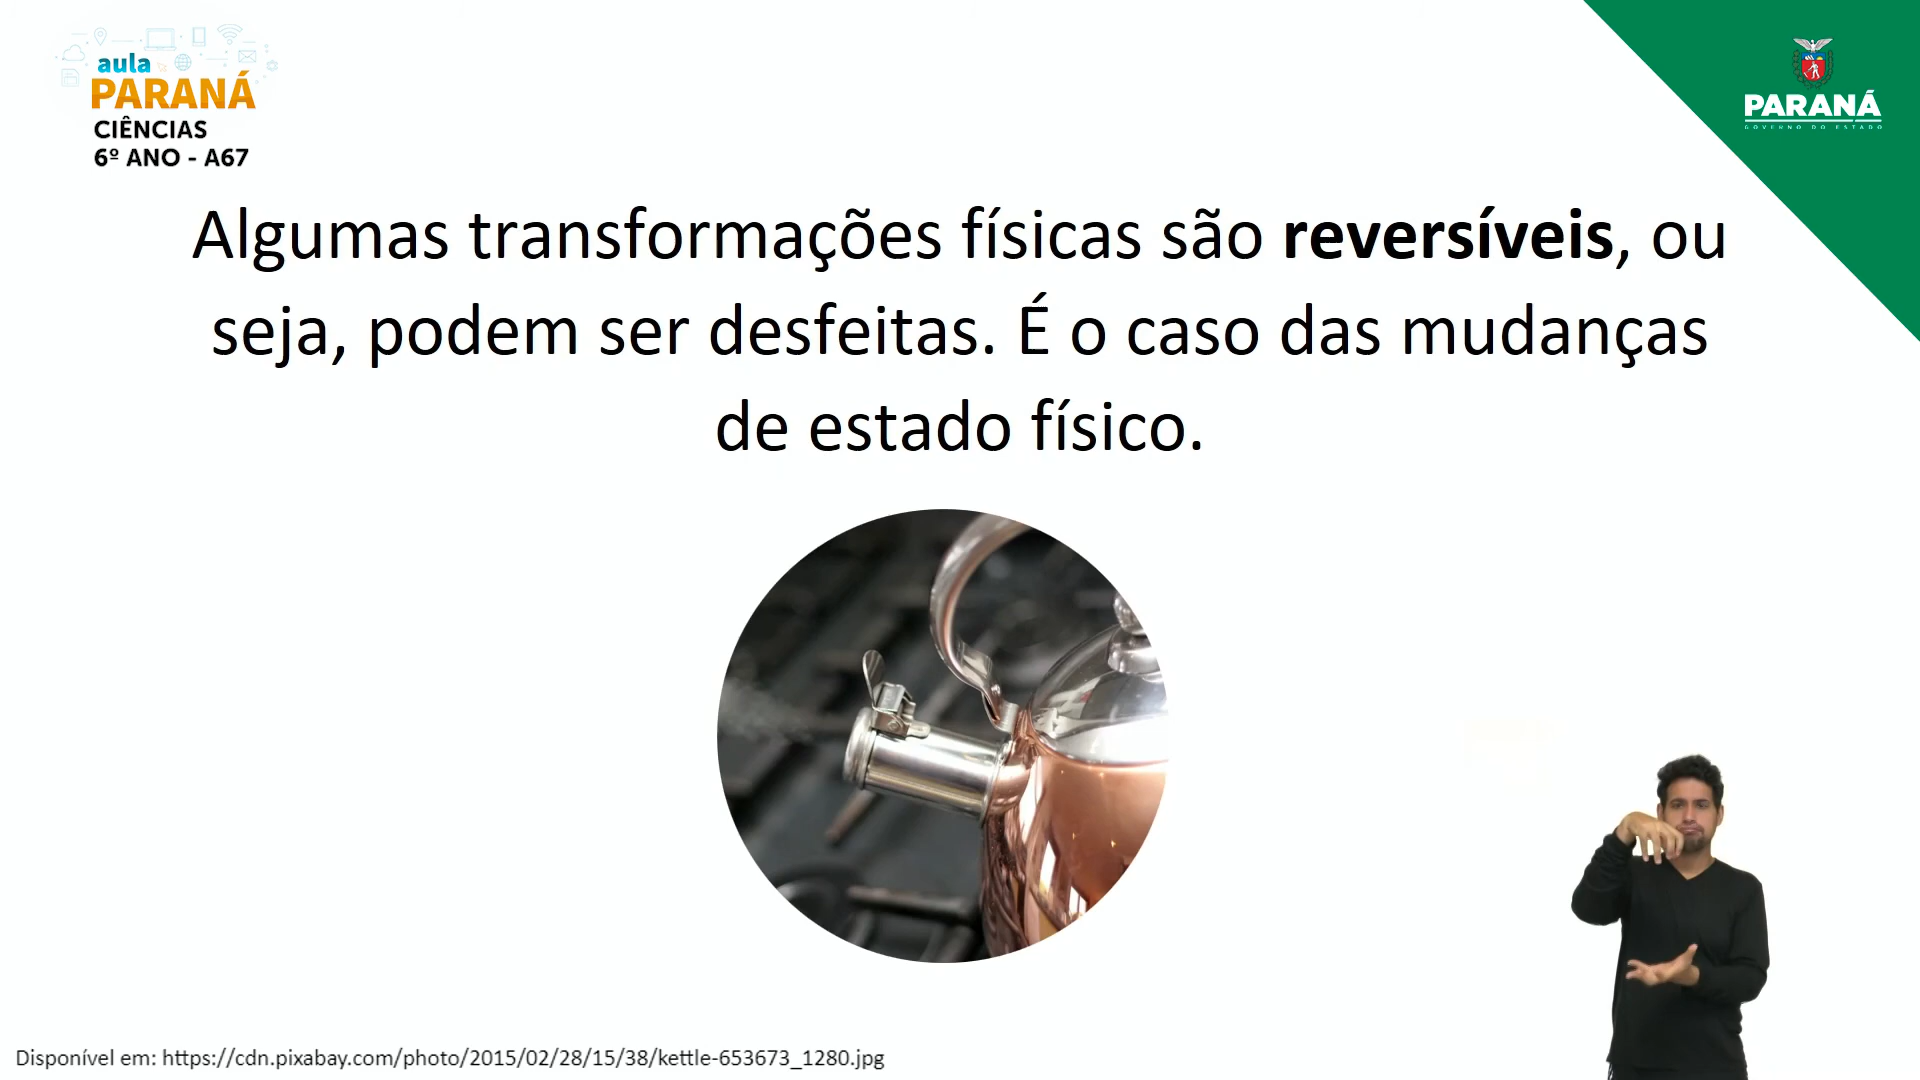 aula
PARANÁ
CIÊNCIAS
6º ANO - A67
PARANÁ
GOVERNO DO ESTADO
Algumas transformações físicas são reversíveis, ou
seja, podem ser desfeitas. É o caso das mudanças
de estado físico.
Disponível em: https://cdn.pixabay.com/photo/2015/02/28/15/38/kettle-653673_1280.jpg